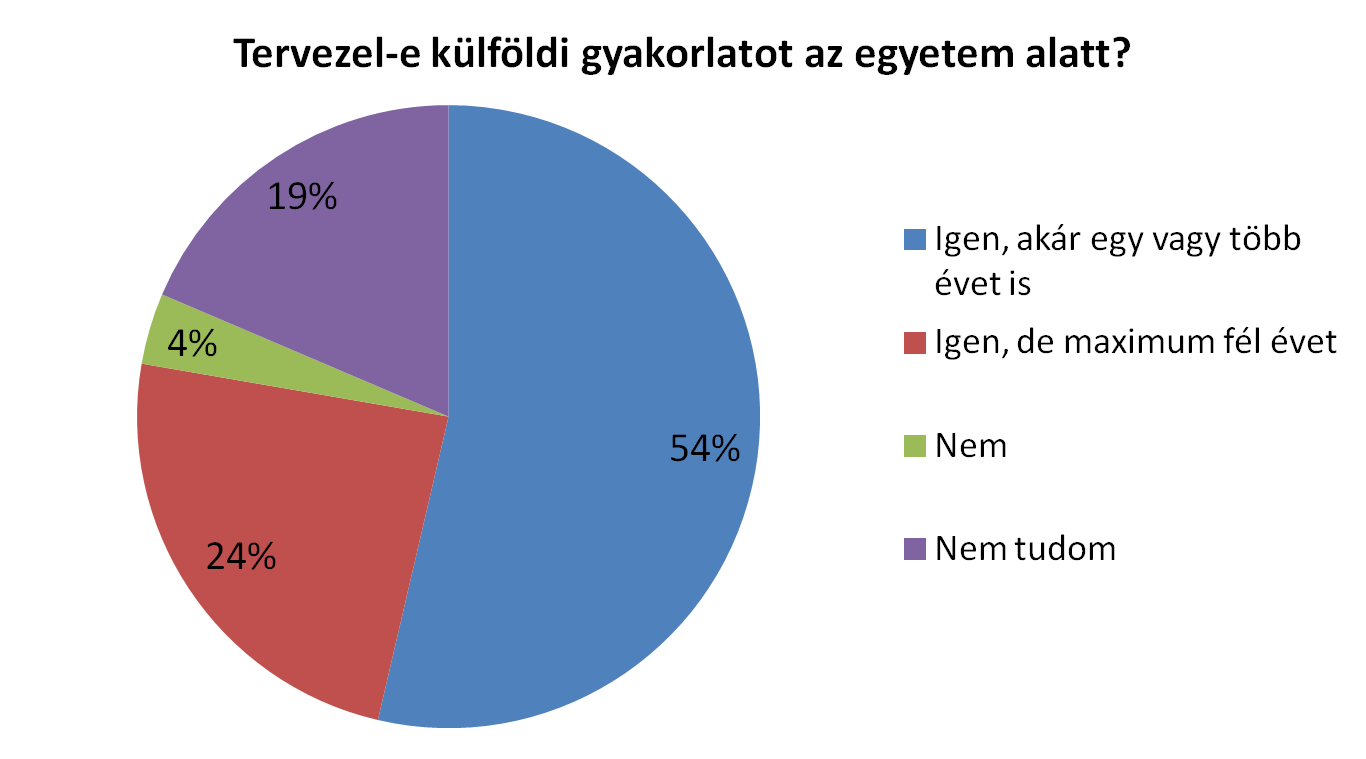 Tervezel-e külföldi gyakorlatot az egyetem alatt?
19%
4%
54%
24%
Igen, akár egy vagy több
évet is
Igen, de maximum fél évet
Nem
Nem tudom